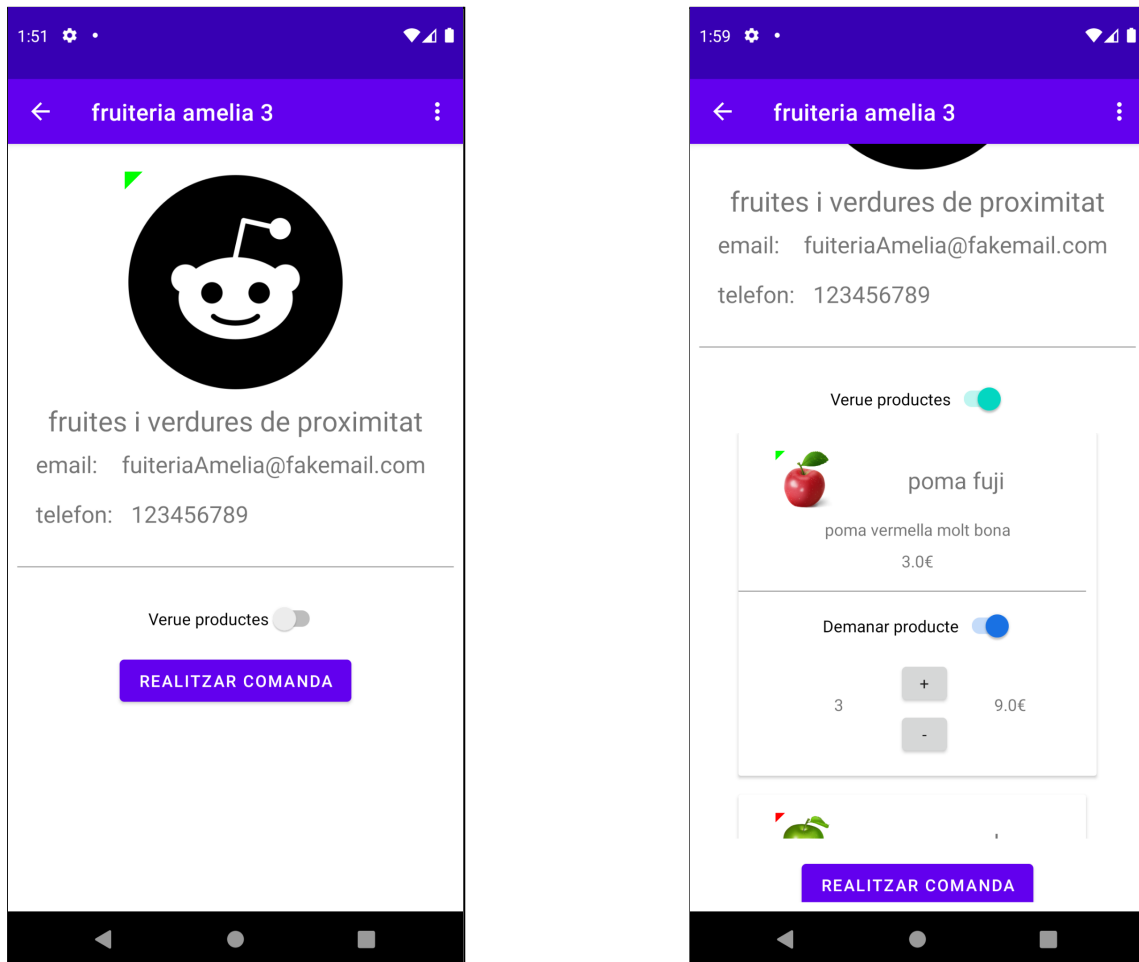 1:51
fruiteria amelia 3
fruites i verdures de proximitat
email: fuiteriaAmelia@fakemail.com
telefon: 123456789
Verue productes
REALITZAR COMANDA
1:59
fruiteria amelia 3
fruites i verdures de proximitat
email: fuiteriaAmelia@fakemail.com
telefon: 123456789
Verue productes
poma fuji
poma vermella molt bona
3.0€
Demanar producte
+
3 9.0€
-
REALITZAR COMANDA